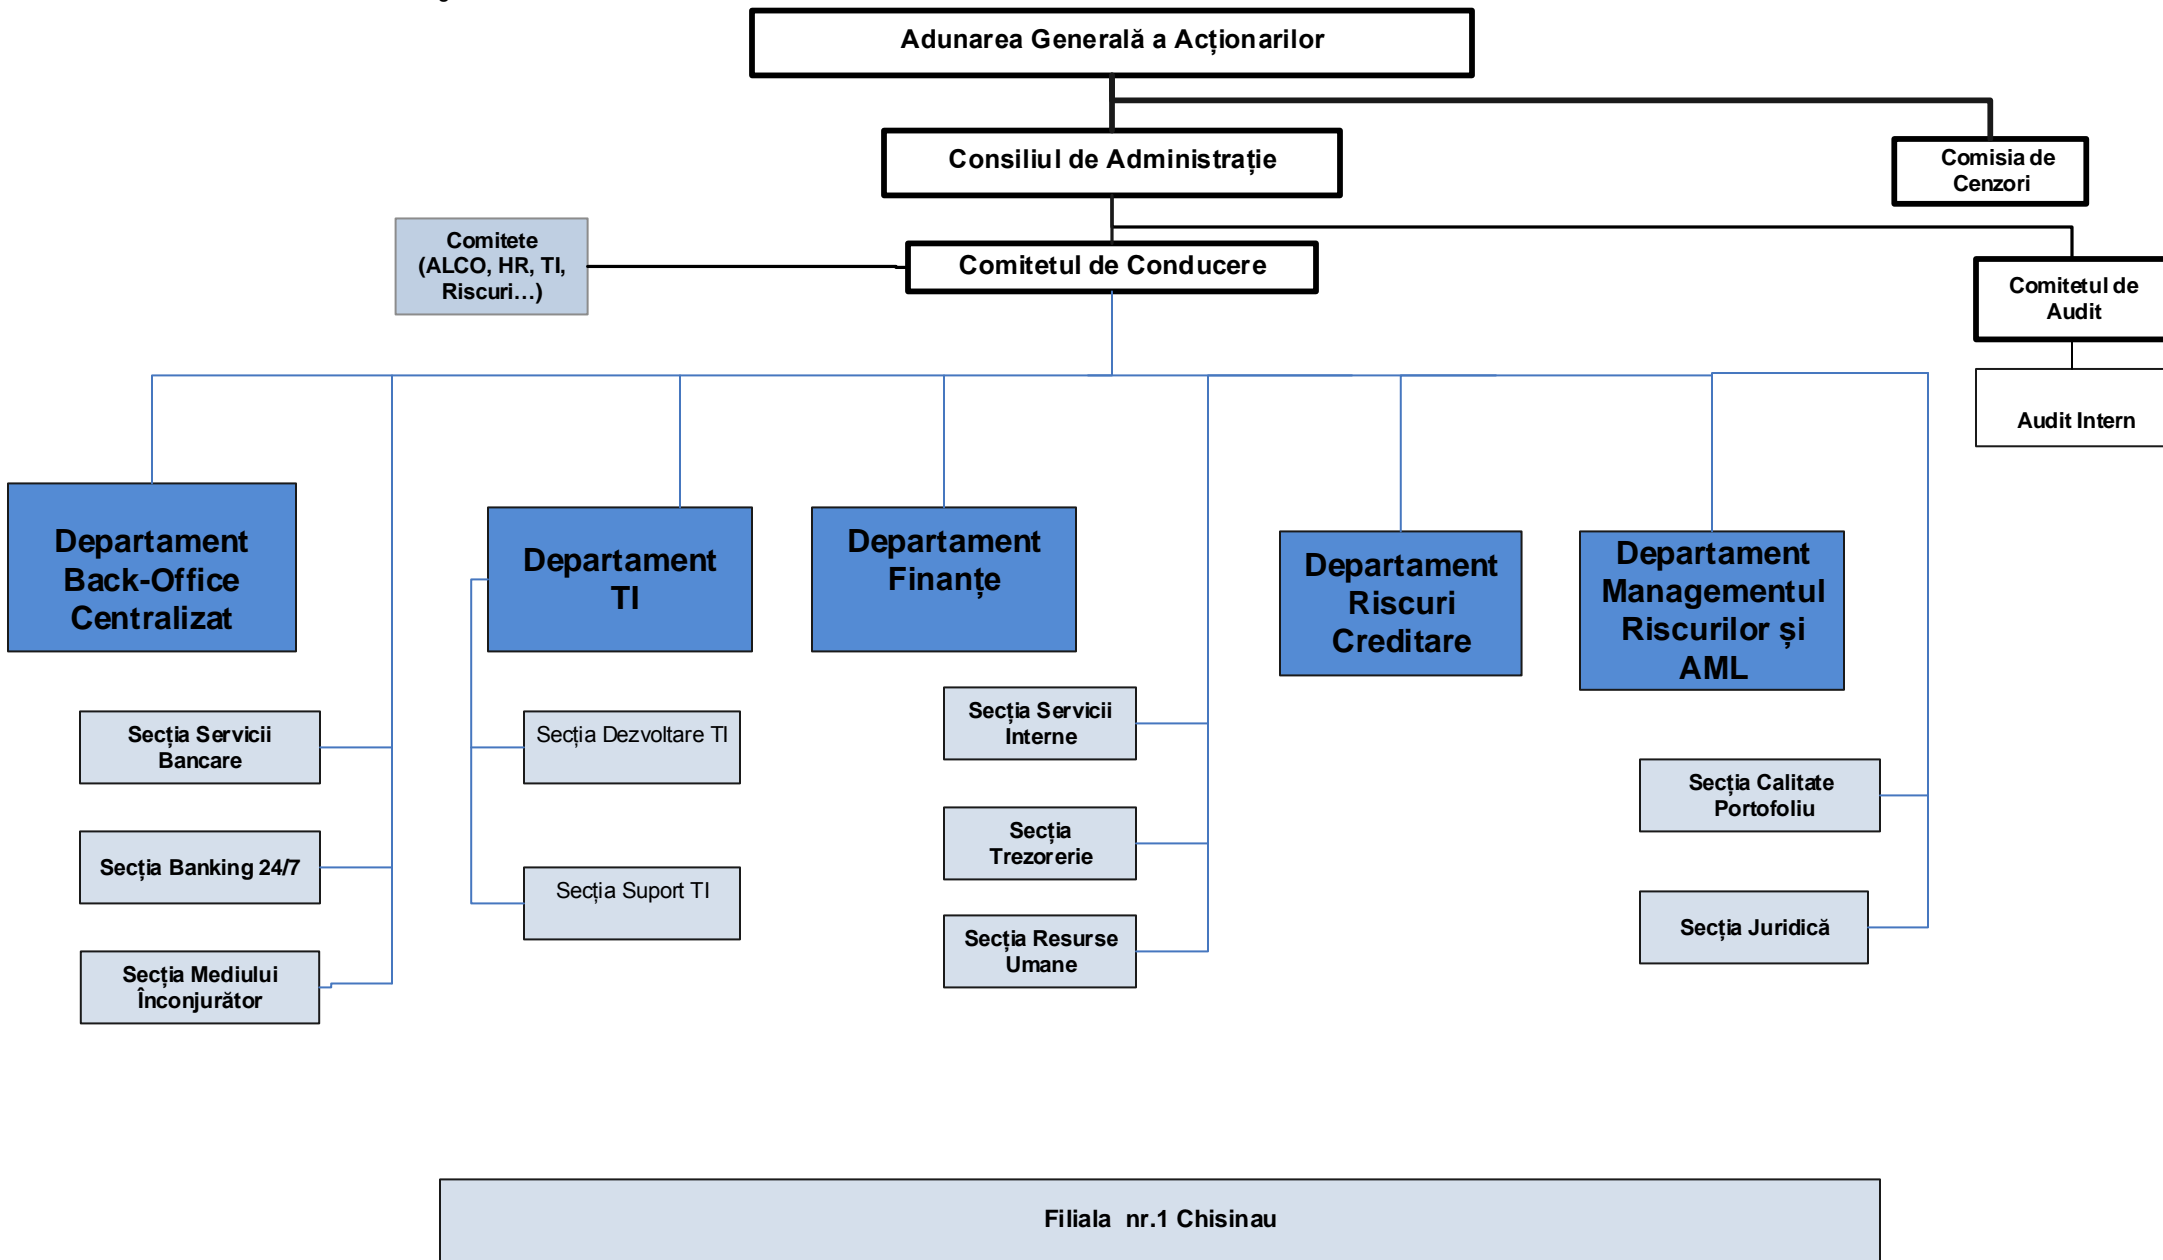 Adunarea Generală a Acționarilor
Consiliul de Administrație
Comisia de
Cenzori
Comitete
(ALCO, HR, TI,
Riscuri…)
Comitetul de Conducere
Comitetul de
Audit
Audit Intern
Departament
Back-Office
Centralizat
Departament
TI
Departament
Finanțe
Departament
Riscuri
Creditare
Departament
Managementul
Riscurilor și
AML
Secția Servicii
Bancare
Secția Dezvoltare TI
Secția Servicii
Interne
Secția Calitate
Portofoliu
Secția Banking 24/7
Secția Suport TI
Secția
Trezorerie
Secția Juridică
Secția Mediului
Înconjurător
Secția Resurse
Umane
Filiala nr.1 Chisinau